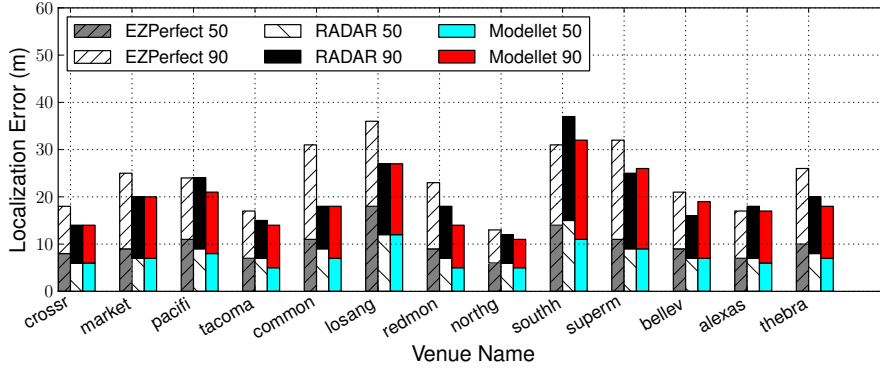 60
50
40
30
20
10
0
Localization Error (m)
EZPerfect 50 RADAR 50 Modellet 50
EZPerfect 90 RADAR 90 Modellet 90
crossr market pacifi tacoma common losang redmon northg southh superm bellev alexas thebra
Venue Name